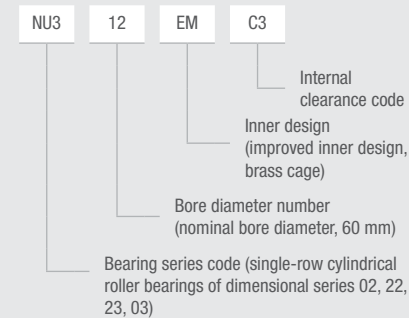 NU3 12 EM C3
Internal
clearance code
Inner design
(improved inner design,
brass cage)
Bore diameter number
(nominal bore diameter, 60 mm)
Bearing series code (single-row cylindrical
roller bearings of dimensional series 02, 22,
23, 03)